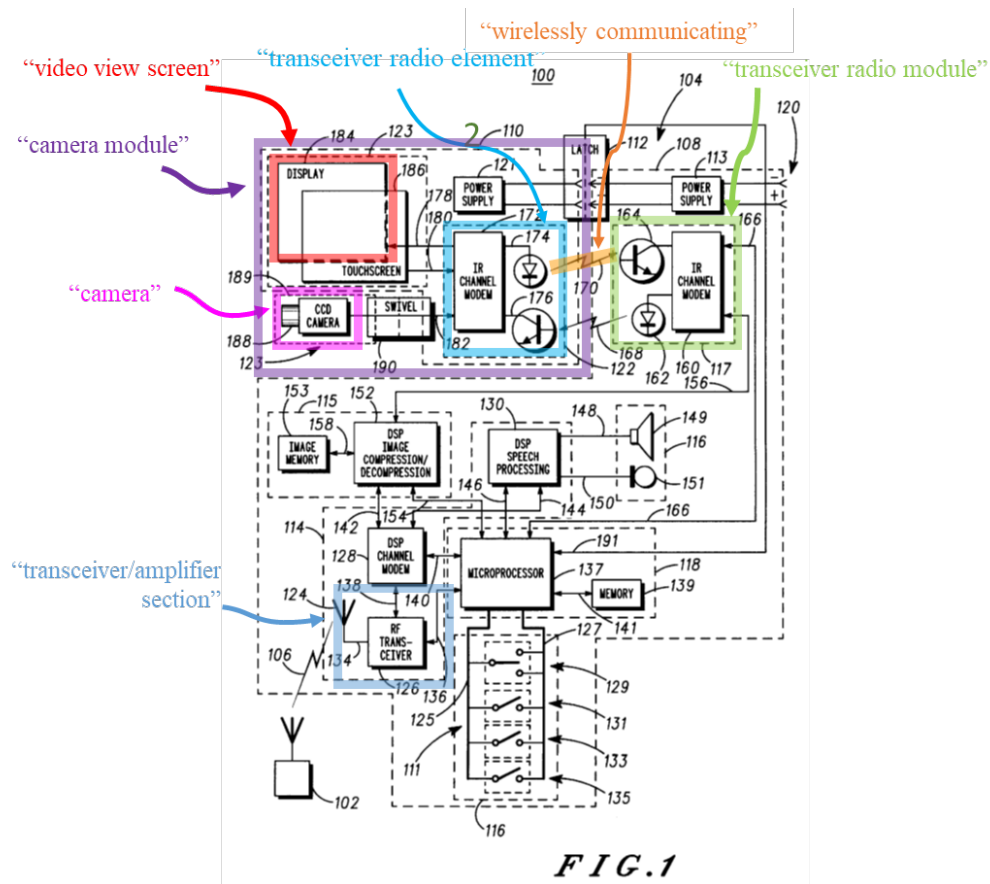 “wirelessly communicating”
“transceiver radio element”
“video view screen”
“transceiver radio module”
100
104
120
184
123
2
110
112
108
“camera module”
186
LATCH
121
113
DISPLAY
POWER
SUPPLY
POWER
SUPPLY
+
178
172
164
166
180
174
TOUCHSCREEN
IR
CHANNEL
MODEM
IR
CHANNEL
MODEM
170
189
“camera”
176
CCD
CAMERA
SWIVEL
188
182
168
123
190
122
162
160
117
156
153
115
152
130
148
149
158
DSP
IMAGE
COMPRESSION/
DECOMPRESSION
IMAGE
MEMORY
DSP
SPEECH
PROCESSING
116
146
150
151
142
154
144
166
114
191
DSP
CHANNEL
MODEM
128
118
MICROPROCESSOR
137
“transceiver/amplifier
section”
MEMORY
139
124
138
140
141
127
RF
TRANS-
CEIVER
134
106
126
136
129
125
131
111
133
102
135
116
FIG.1